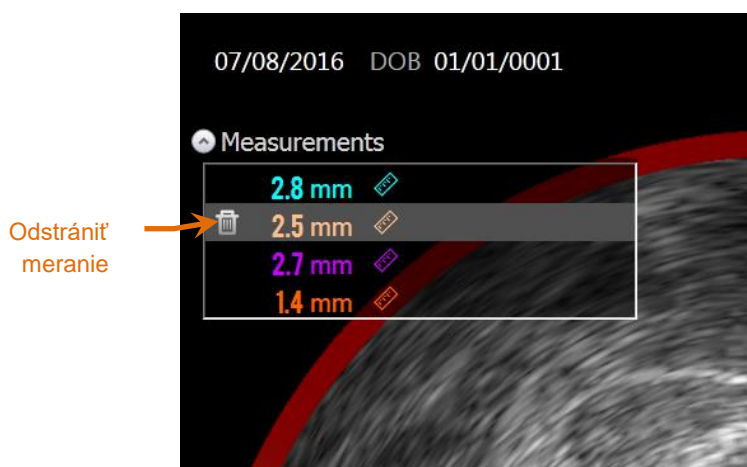 07/08/2016 DOB 01/01/0001
Measurements
2.8 mm
Odstrániť
meranie
2.5 mm
2.7 mm
1.4 mm